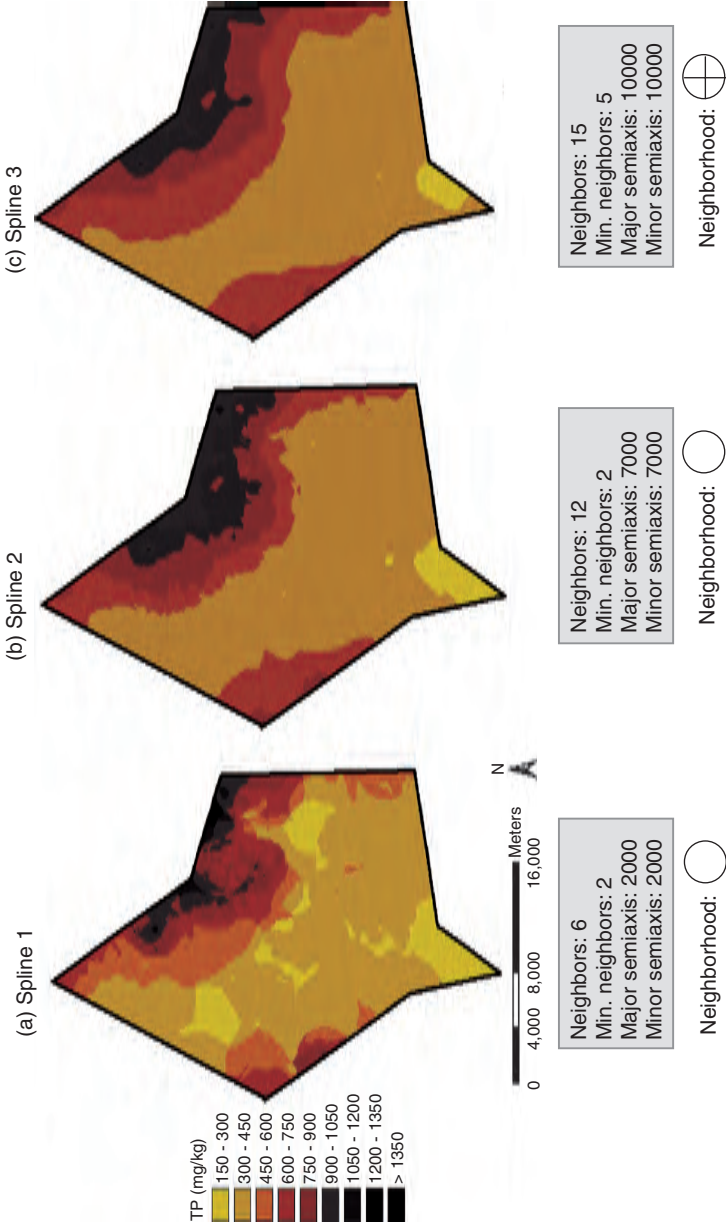 (a) Spline 1
(b) Spline 2
(c) Spline 3
TP (mg/kg)
150 - 300
300 - 450
450 - 600
600 - 750
750 - 900
900 - 1050
1050 - 1200
1200 - 1350
> 1350
N
0 4,000 8,000 16,000
Meters
Neighbors: 6
Min. neighbors: 2
Major semiaxis: 2000
Minor semiaxis: 2000
Neighborhood:
Neighbors: 12
Min. neighbors: 2
Major semiaxis: 7000
Minor semiaxis: 7000
Neighborhood:
Neighbors: 15
Min. neighbors: 5
Major semiaxis: 10000
Minor semiaxis: 10000
Neighborhood: